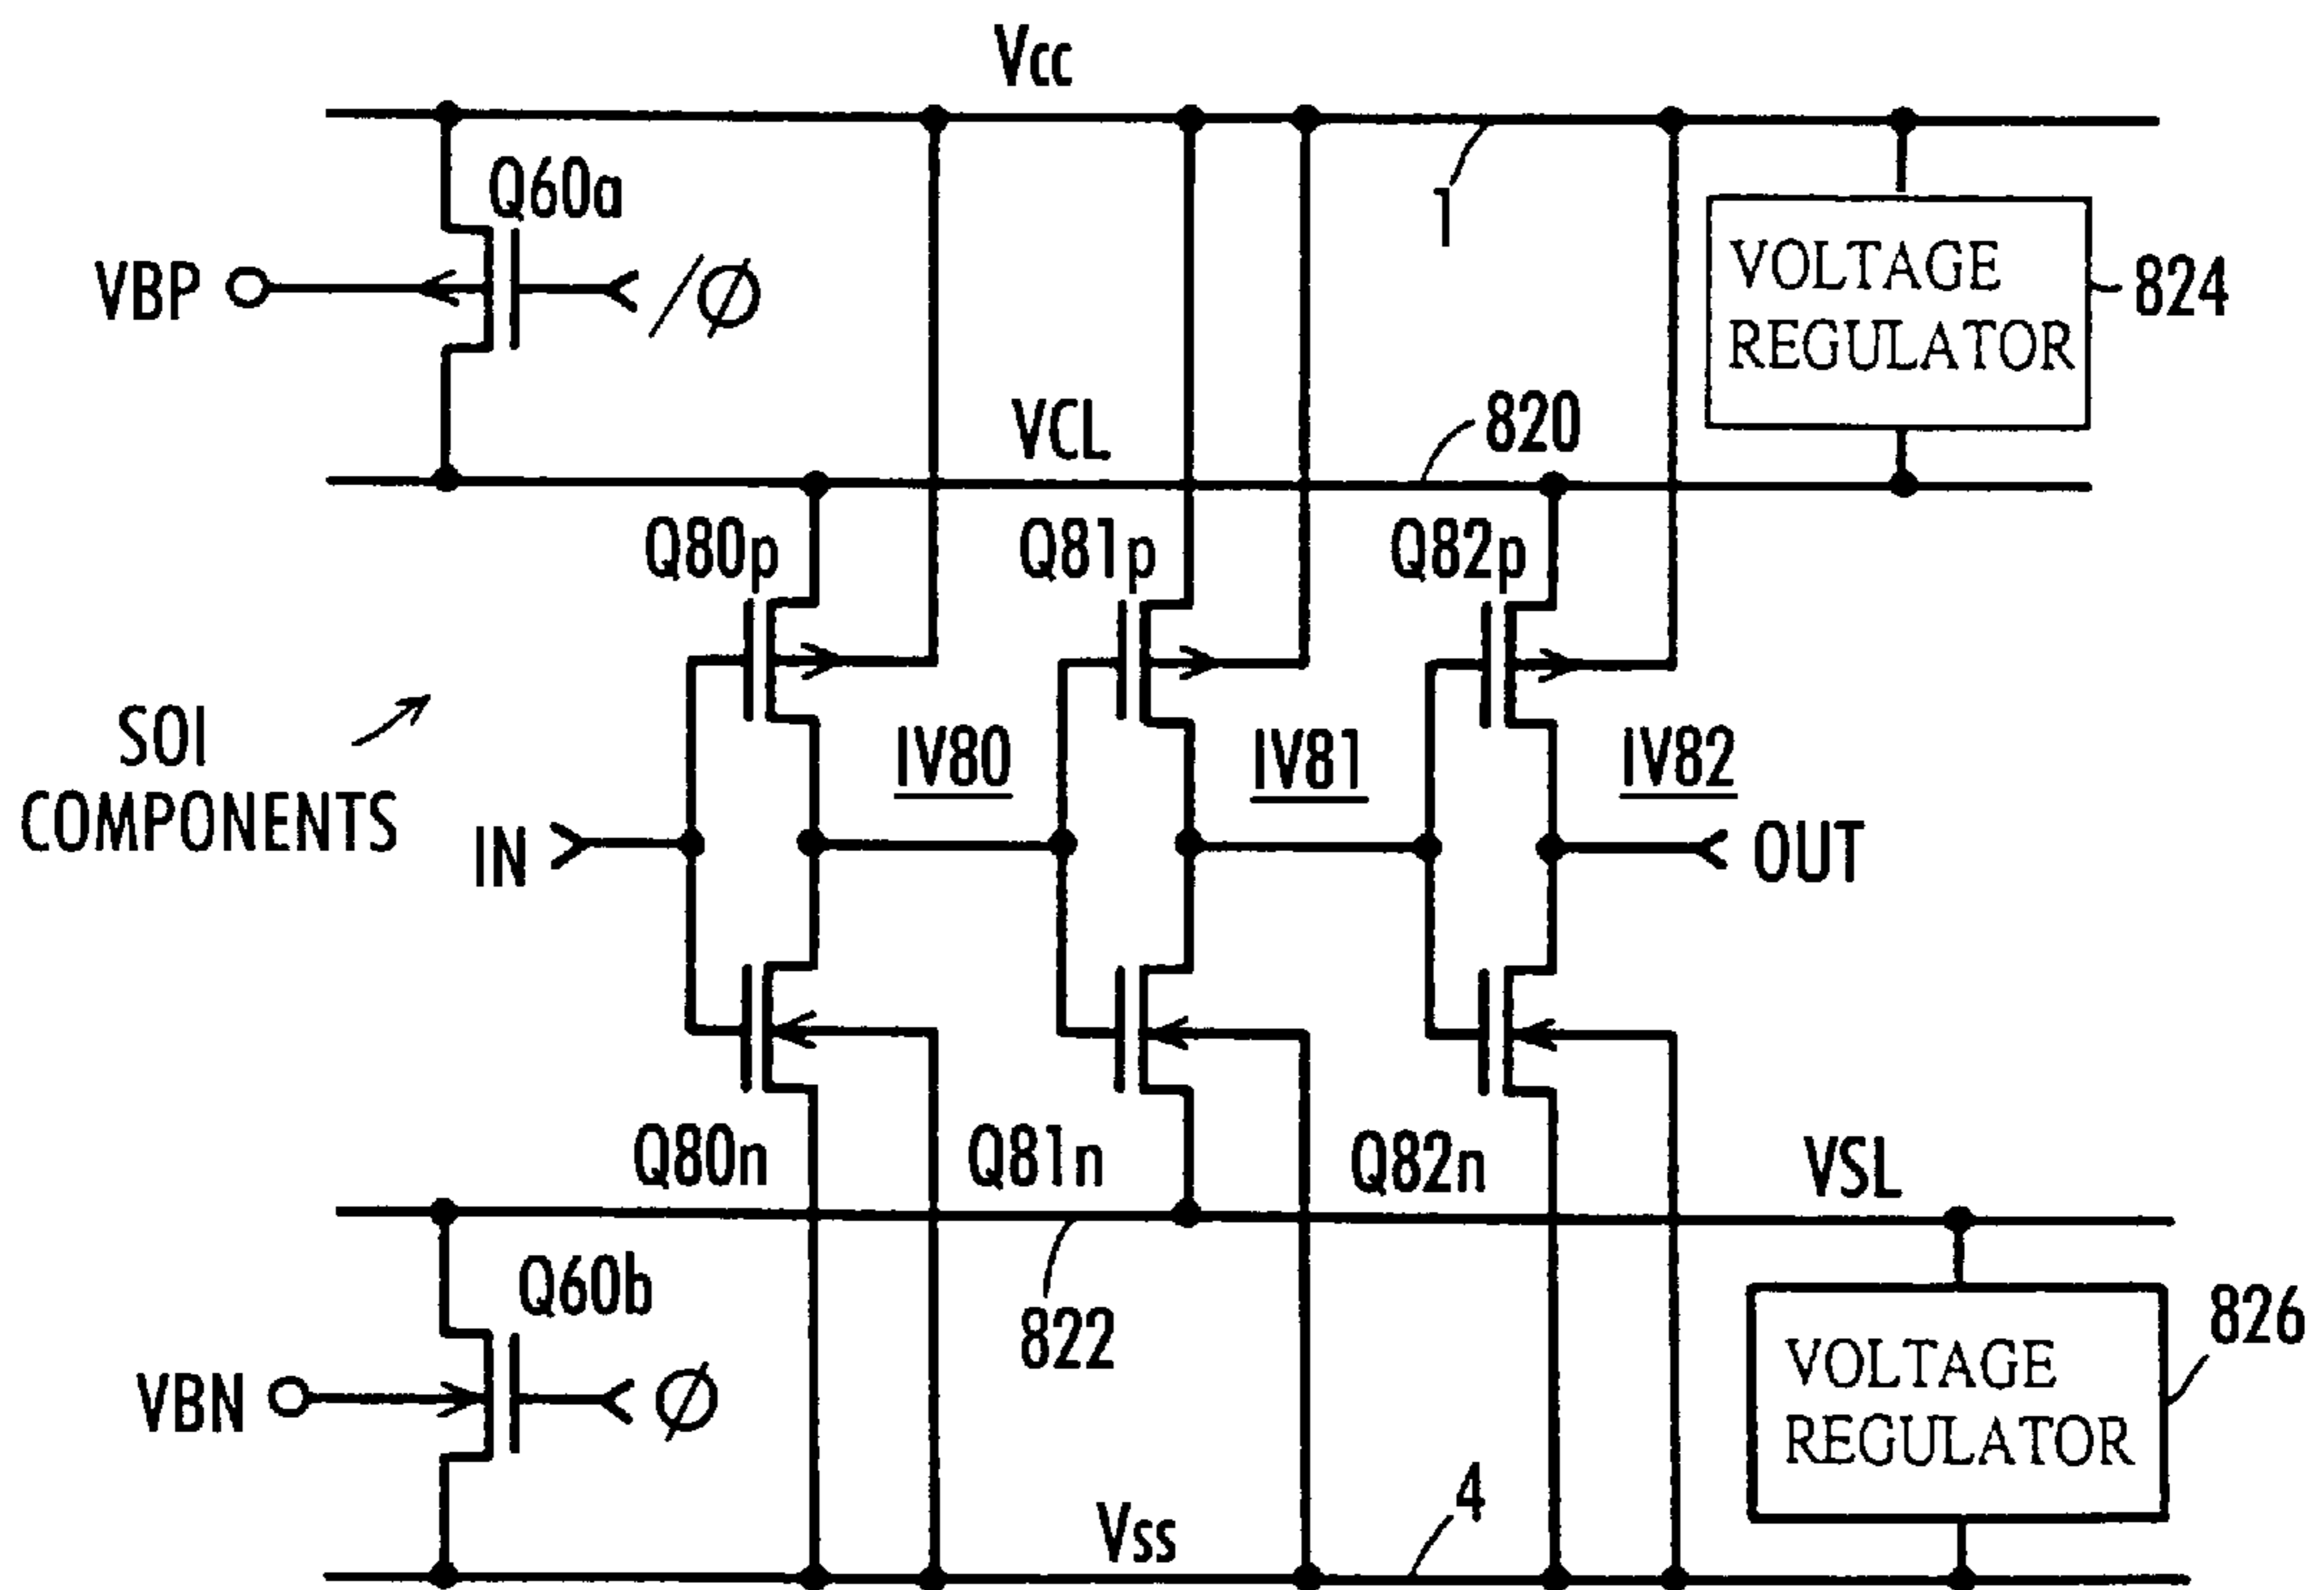 Vcc
Q60a
1
VBP
/Ø
VOLTAGE
REGULATOR
824
VCL
820
Q80p
Q81p
Q82p
SOI
COMPONENTS
IV80
IV81
IV82
IN
OUT
Q80n
Q81n
Q82n
VSL
Q60b
822
826
VBN
Ø
VOLTAGE
REGULATOR
Vss
4